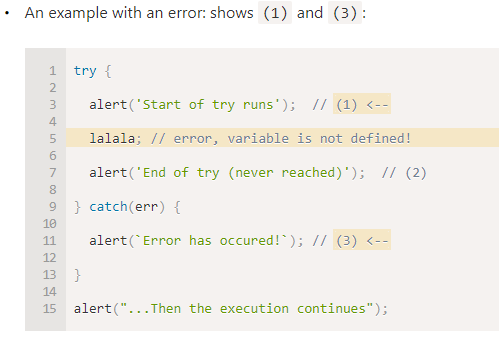 • An example with an error: shows (1) and (3) :
1 try {
2
3 alert('Start of try runs');  // (1) <--
4
5 lalala; // error, variable is not defined!
6
7 alert('End of try (never reached)');  // (2)
8
9 } catch(err) {
10
11 alert(`Error has occured!`); // (3) <--
12
13 }
14
15 alert("...Then the execution continues");